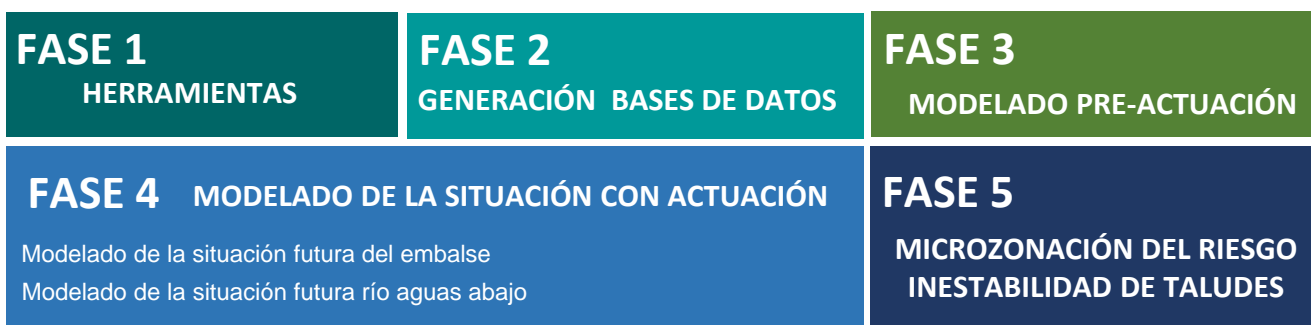 FASE 1
HERRAMIENTAS
FASE 2
GENERACIÓN BASES DE DATOS
FASE 3
MODELADO PRE-ACTUACIÓN
FASE 4 MODELADO DE LA SITUACIÓN CON ACTUACIÓN
Modelado de la situación futura del embalse
Modelado de la situación futura río aguas abajo
FASE 5
MICROZONACIÓN DEL RIESGO
INESTABILIDAD DE TALUDES